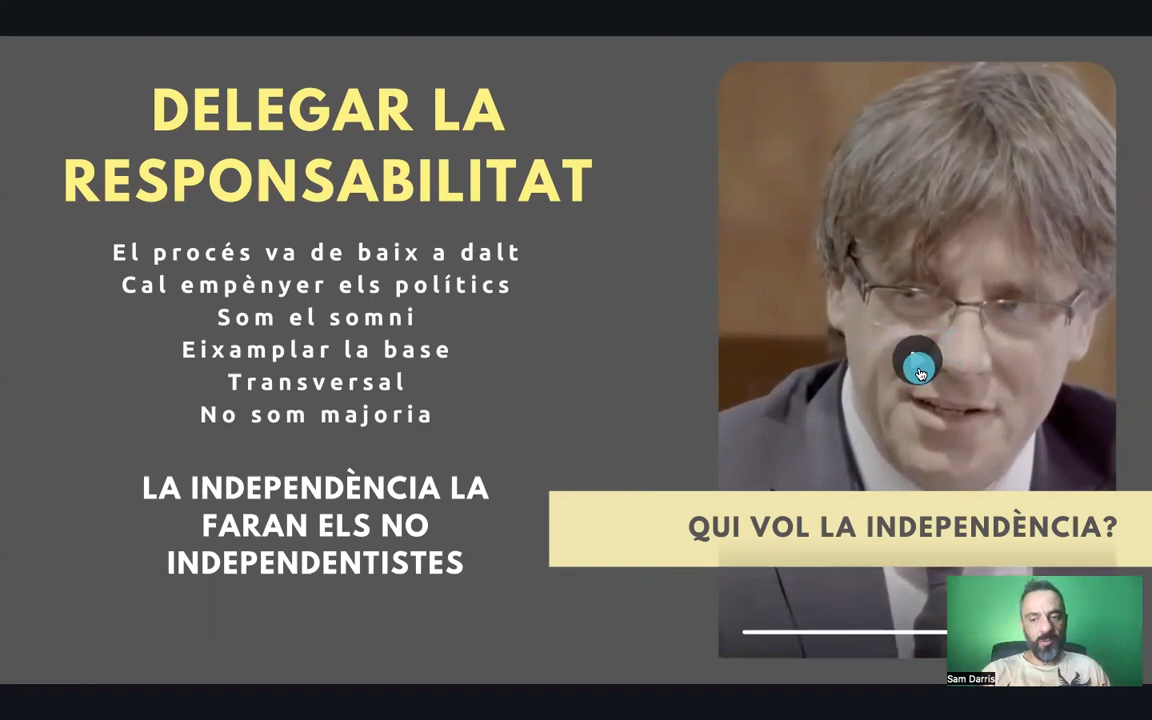 DELEGAR LA
RESPONSABILITAT
El procés va de baix a dalt
Cal empènyer els polítics
Som el somni
Eixamplar la base
Transversal
No som majoria
LA INDEPENDÈNCIA LA
FARAN ELS NO
INDEPENDENTISTES
QUI VOL LA INDEPENDÈNCIA?
Sam Darris